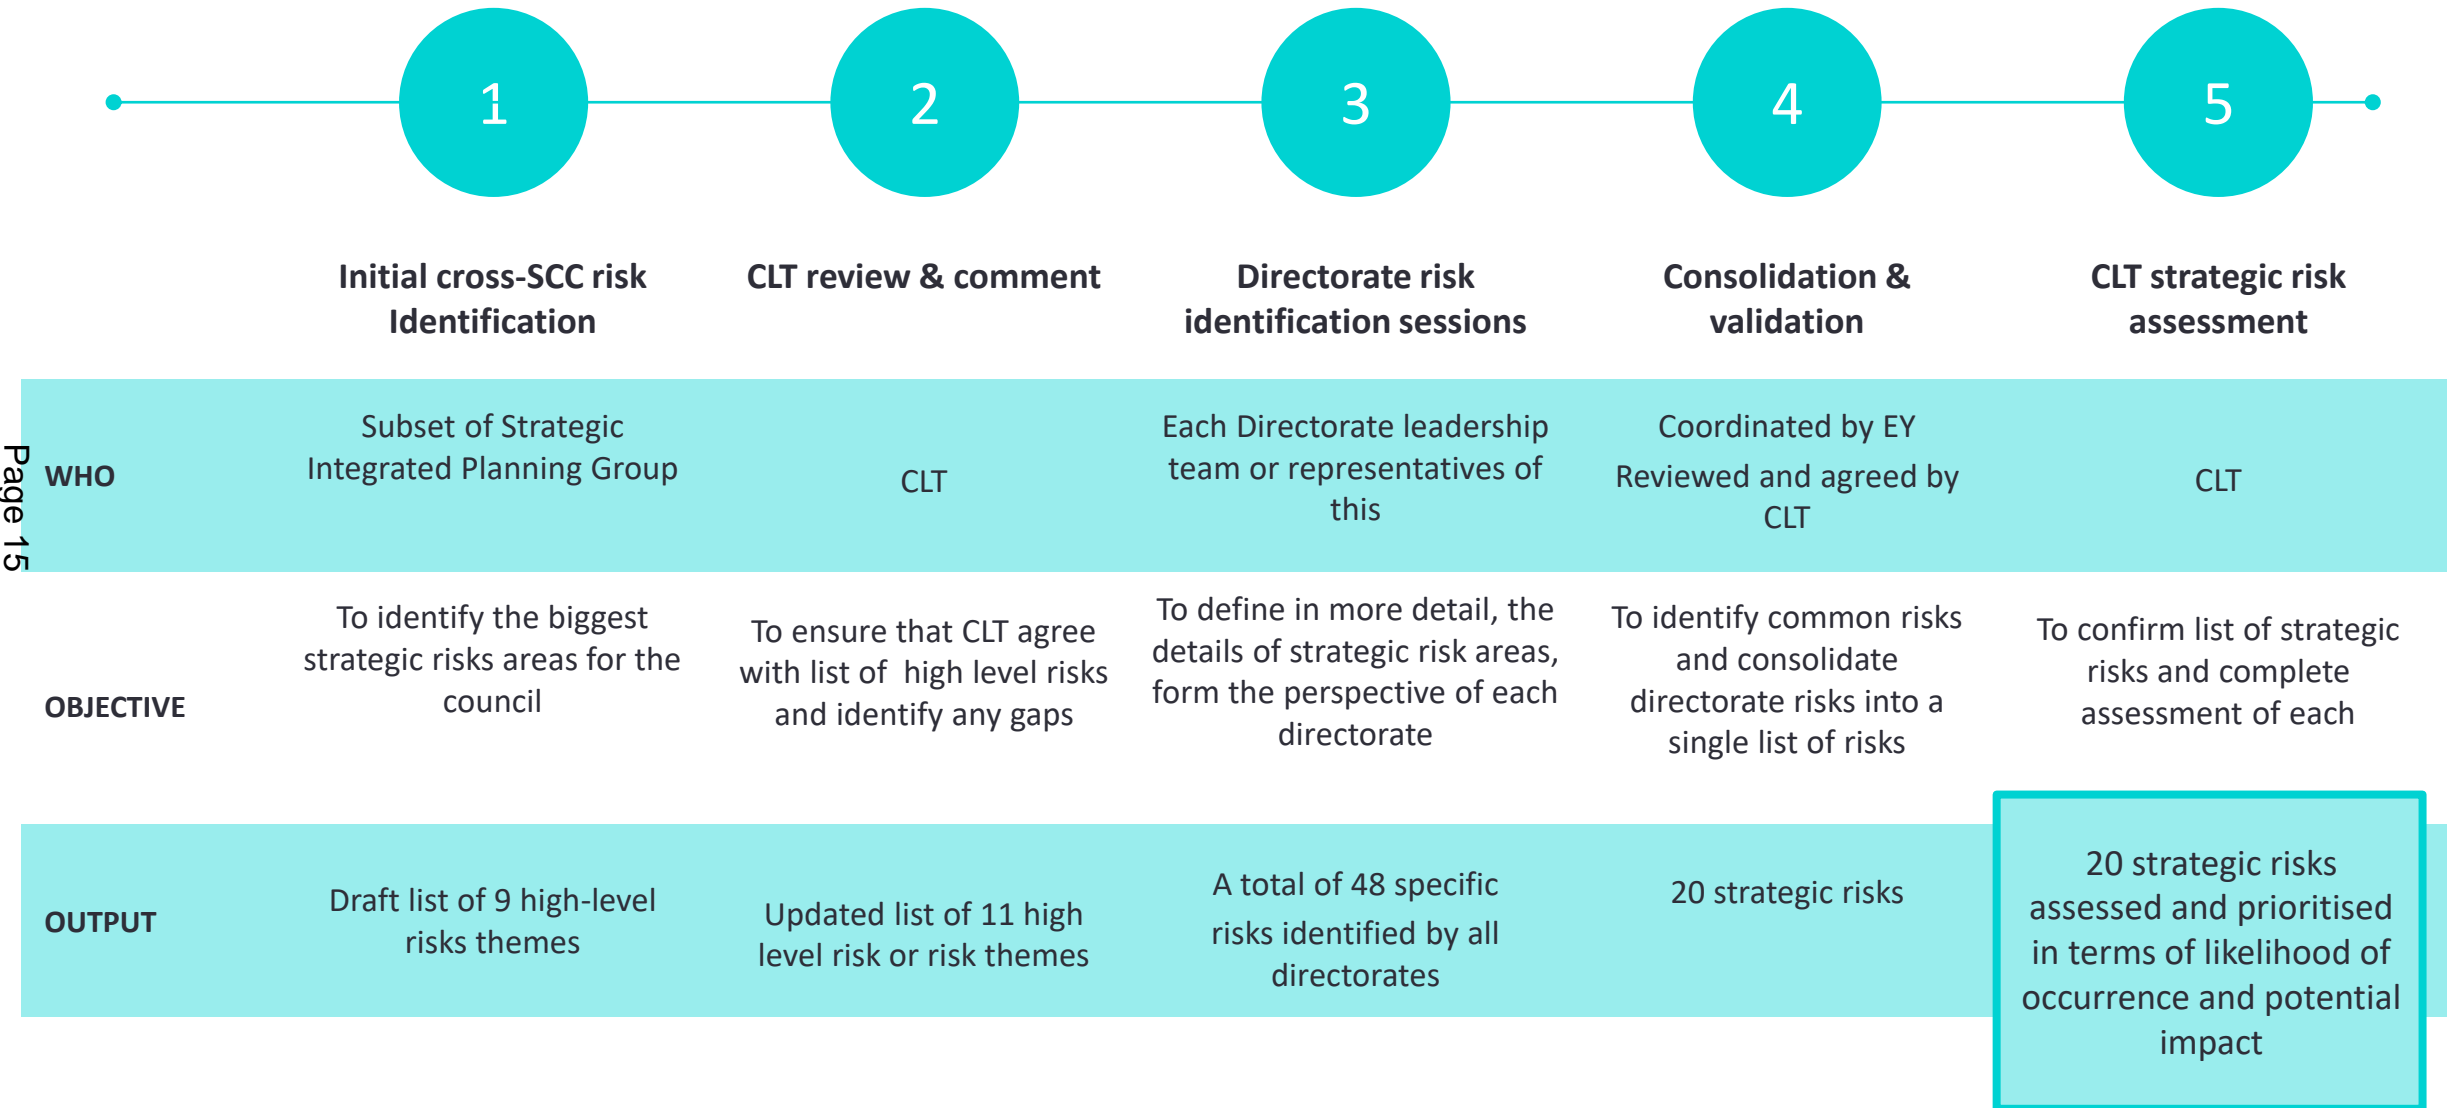 1
2
3
4
5
Initial cross-SCC risk
Identification
CLT review & comment
Directorate risk
identification sessions
Consolidation &
validation
CLT strategic risk
assessment
Page 15
WHO
Subset of Strategic
Integrated Planning Group
CLT
Each Directorate leadership
team or representatives of
this
Coordinated by EY
Reviewed and agreed by
CLT
CLT
OBJECTIVE
To identify the biggest
strategic risks areas for the
council
To ensure that CLT agree
with list of  high level risks
and identify any gaps
To define in more detail, the
details of strategic risk areas,
form the perspective of each
directorate
To identify common risks
and consolidate
directorate risks into a
single list of risks
To confirm list of strategic
risks and complete
assessment of each
OUTPUT
Draft list of 9 high-level
risks themes
Updated list of 11 high
level risk or risk themes
A total of 48 specific
risks identified by all
directorates
20 strategic risks
20 strategic risks
assessed and prioritised
in terms of likelihood of
occurrence and potential
impact